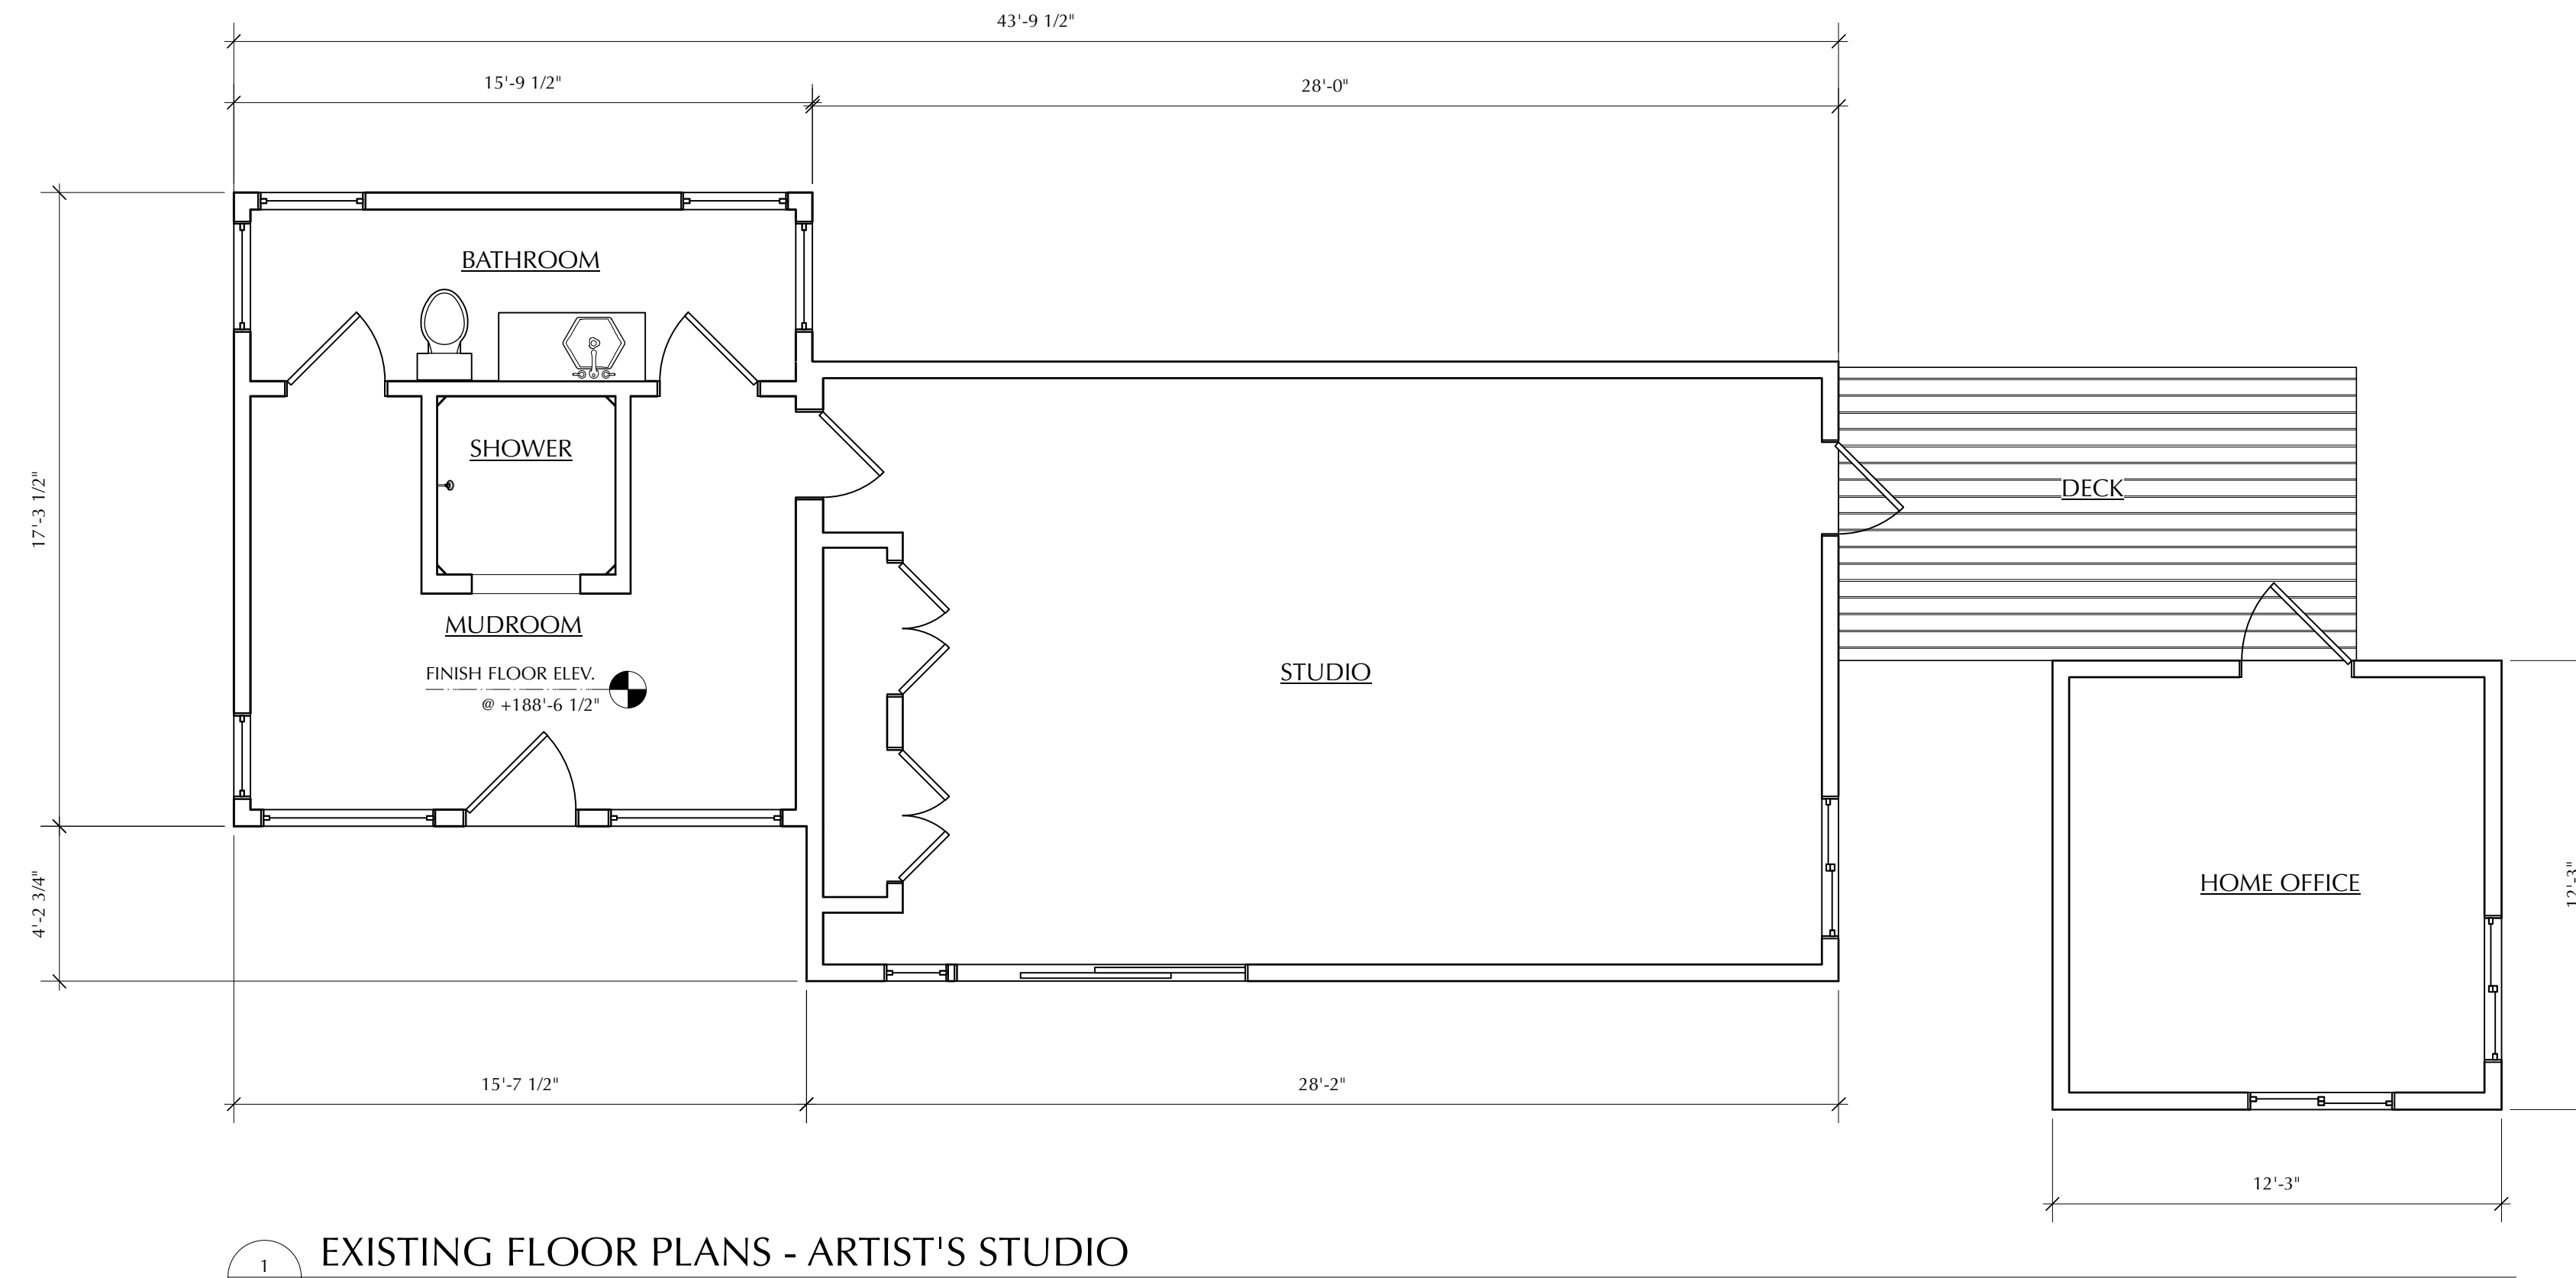 43'-9 1/2"
15'-9 1/2"
28'-0"
BATHROOM
SHOWER
DECK
17'-3 1/2"
MUDROOM
FINISH FLOOR ELEV.
@ +188'-6 1/2"
STUDIO
HOME OFFICE
12'-3"
4'-2 3/4"
15'-7 1/2"
28'-2"
12'-3"
1
EXISTING FLOOR PLANS - ARTIST'S STUDIO